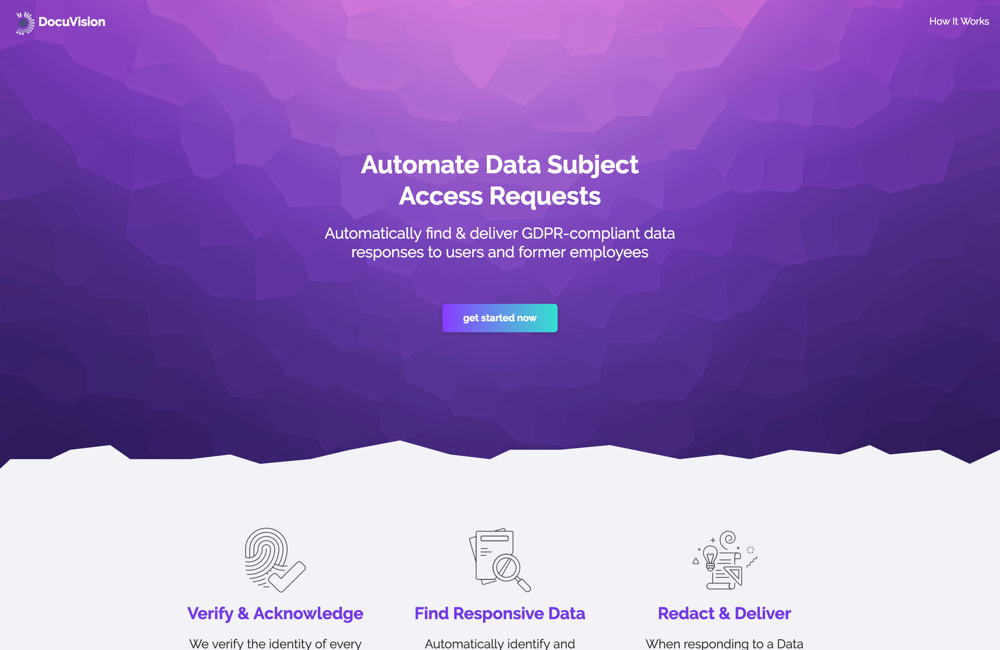 DocuVision
How It Works
Automate Data Subject
Access Requests
Automatically find & deliver GDPR-compliant data
responses to users and former employees
get started now
Verify & Acknowledge
Find Responsive Data
Redact & Deliver
We verify the identity of every
Automatically identify and
When responding to a Data